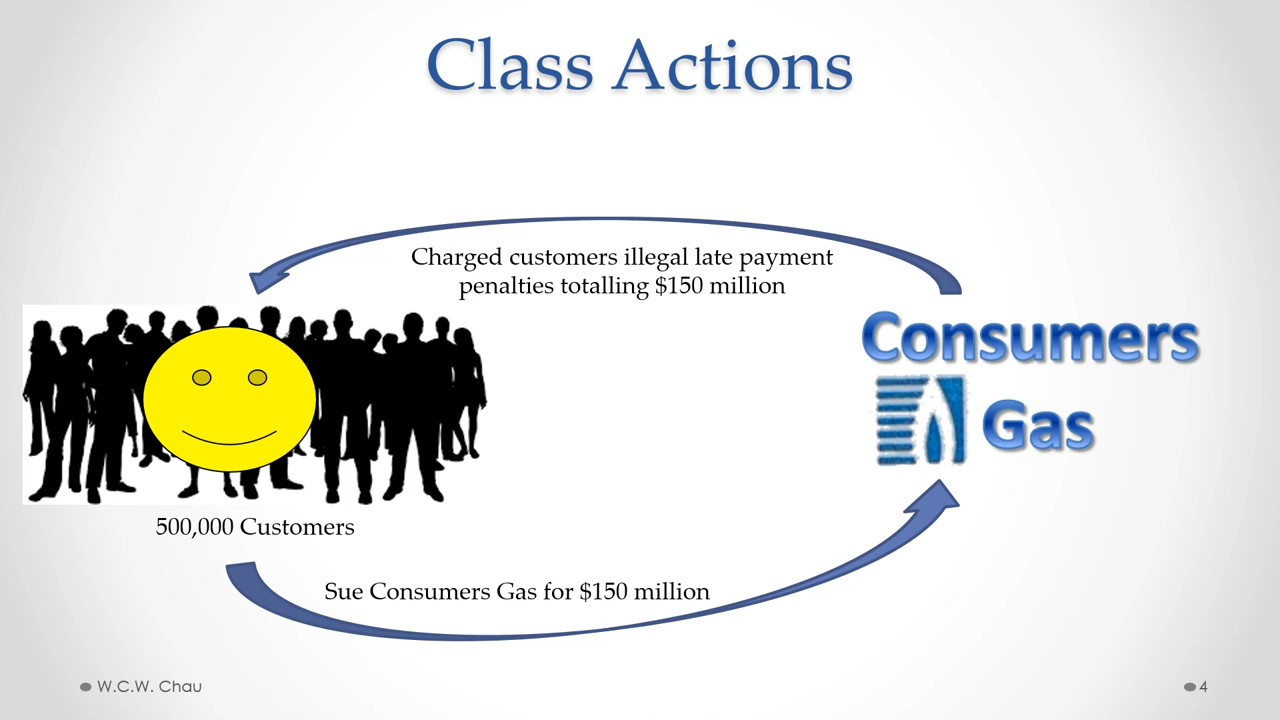 Class Actions
Charged customers illegal late payment
penalties totalling $150 million
Consumers
Gas
500,000 Customers
Sue Consumers Gas for $150 million
W.C.W. Chau
4